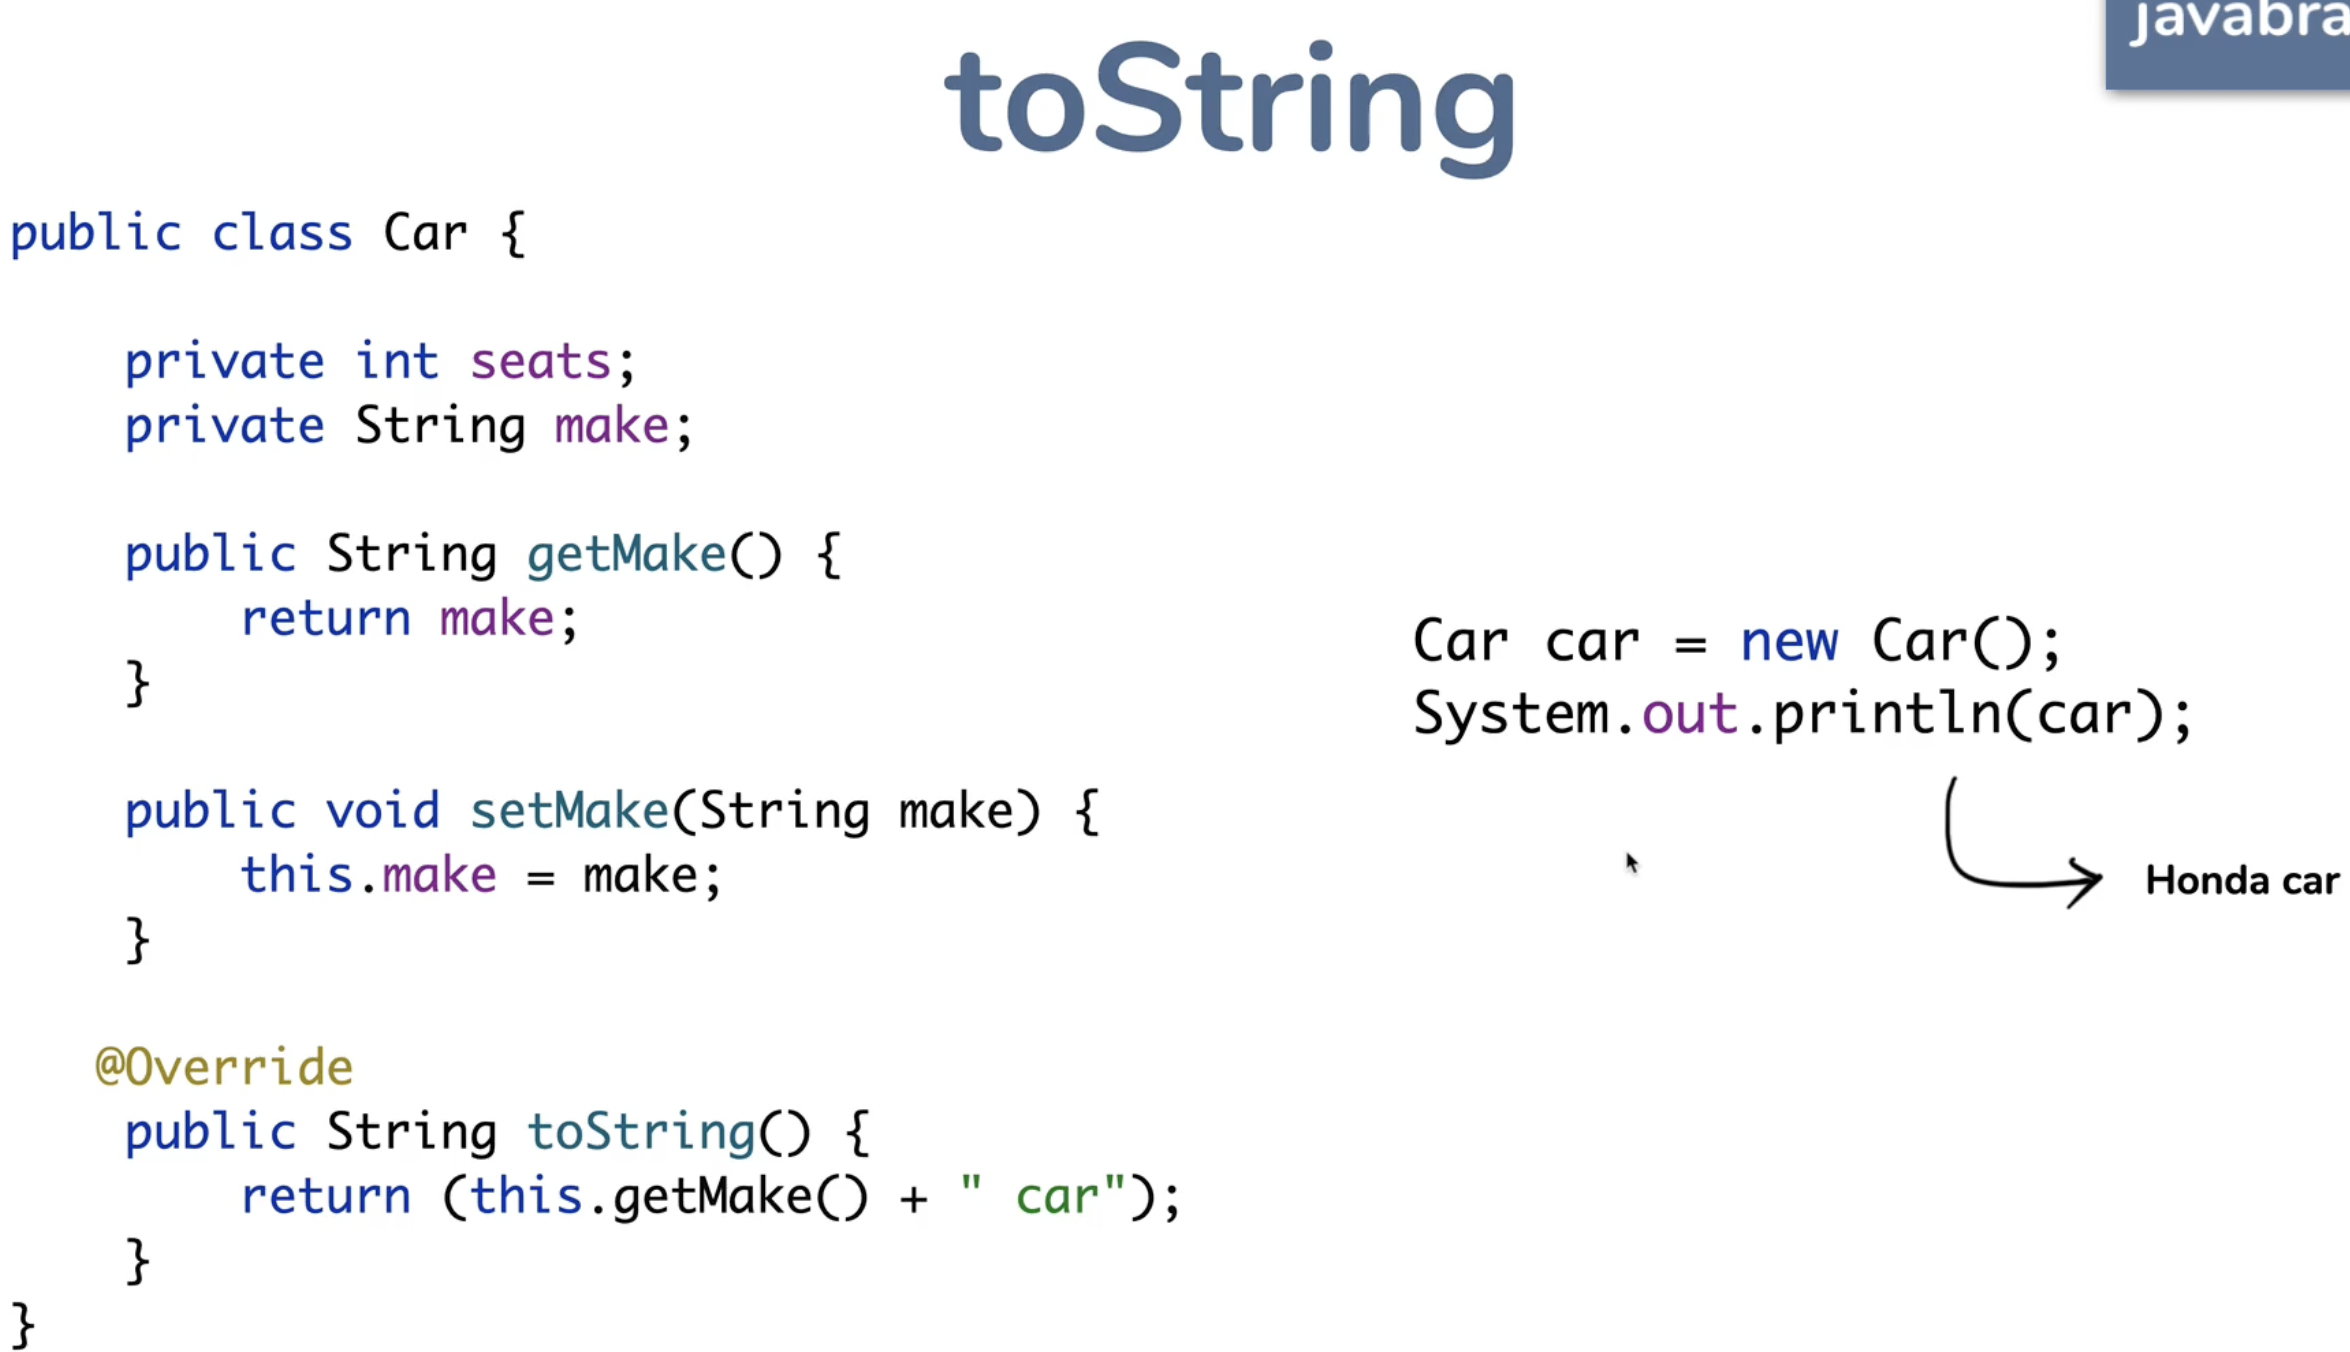 javabra
toString
public class Car {
private int seats;
private String make;
public String getMake() {
return make;
}
public void setMake(String make) {
this.make = make;
}
@Override
public String toString() {
return (this.getMake() + " car");
}
}
Car car = new Car();
System.out.println(car);
Honda car